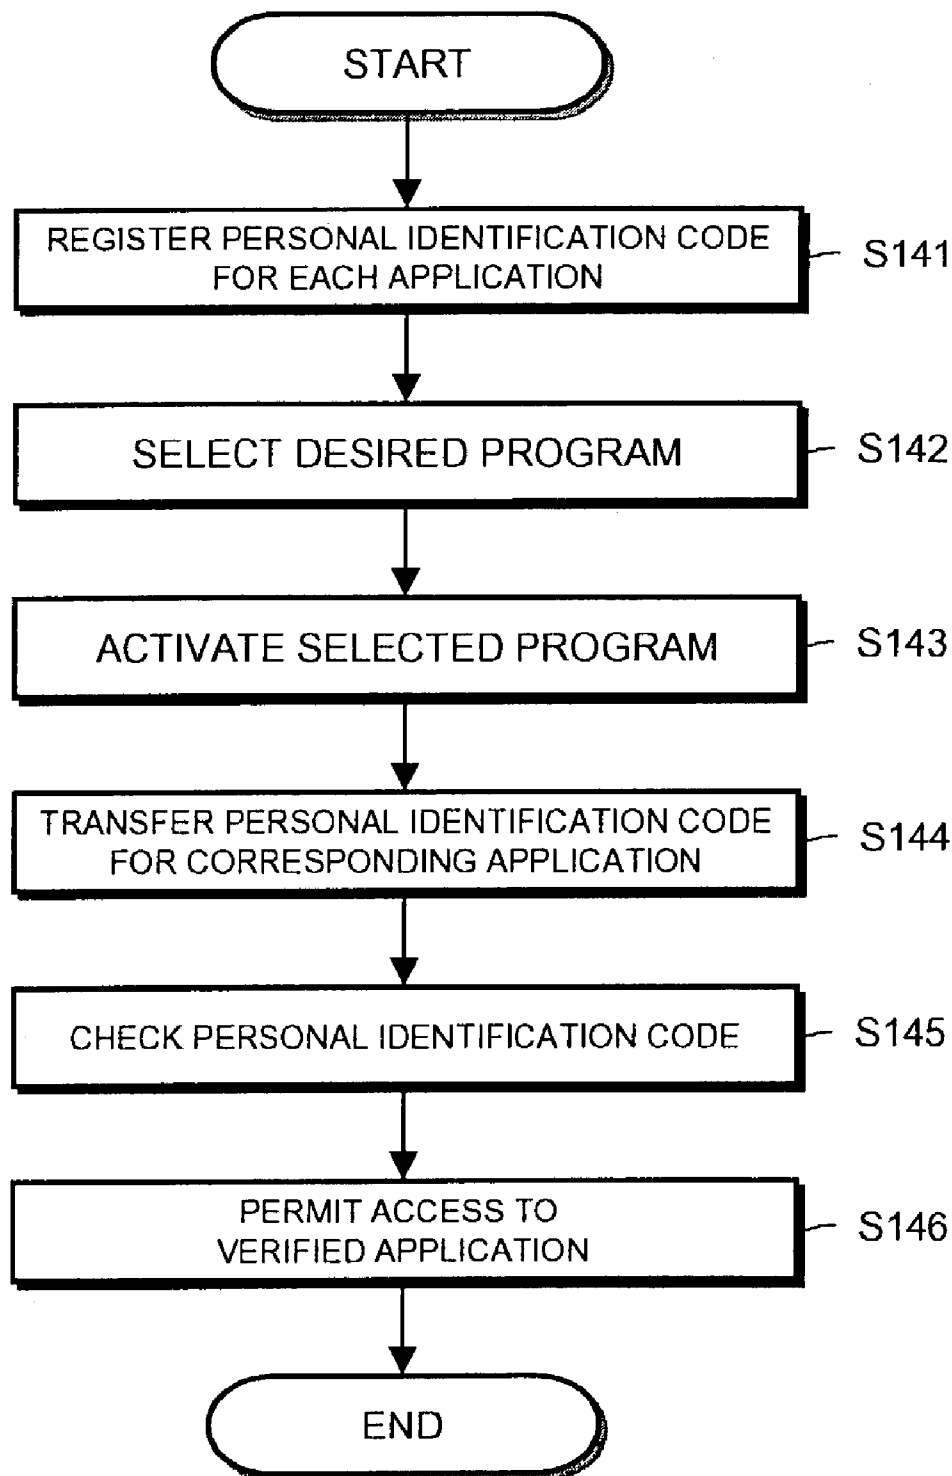 START
REGISTER PERSONAL IDENTIFICATION CODE
FOR EACH APPLICATION
S141
SELECT DESIRED PROGRAM
S142
ACTIVATE SELECTED PROGRAM
S143
TRANSFER PERSONAL IDENTIFICATION CODE
FOR CORRESPONDING APPLICATION
S144
CHECK PERSONAL IDENTIFICATION CODE
S145
PERMIT ACCESS TO
VERIFIED APPLICATION
S146
END